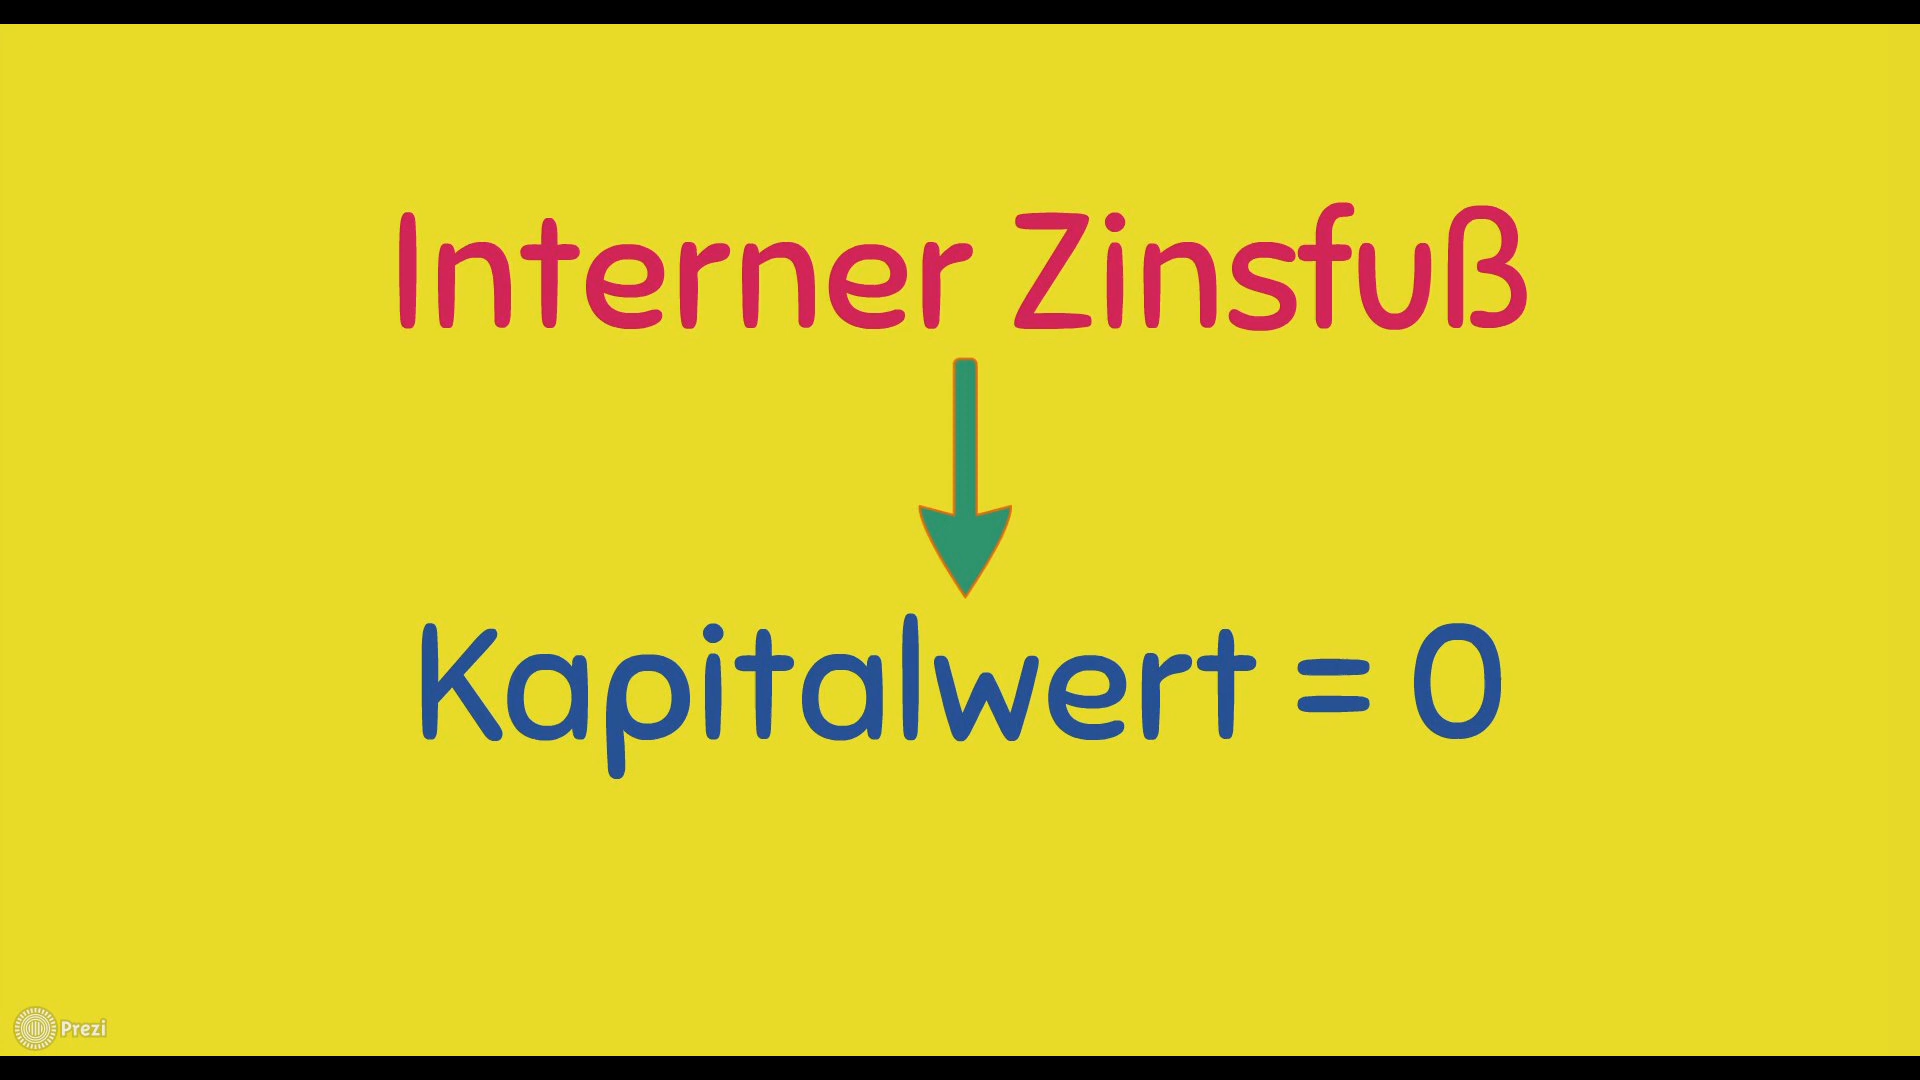 Interner Zinsfuß
Kapitalwert = 0
Prezi